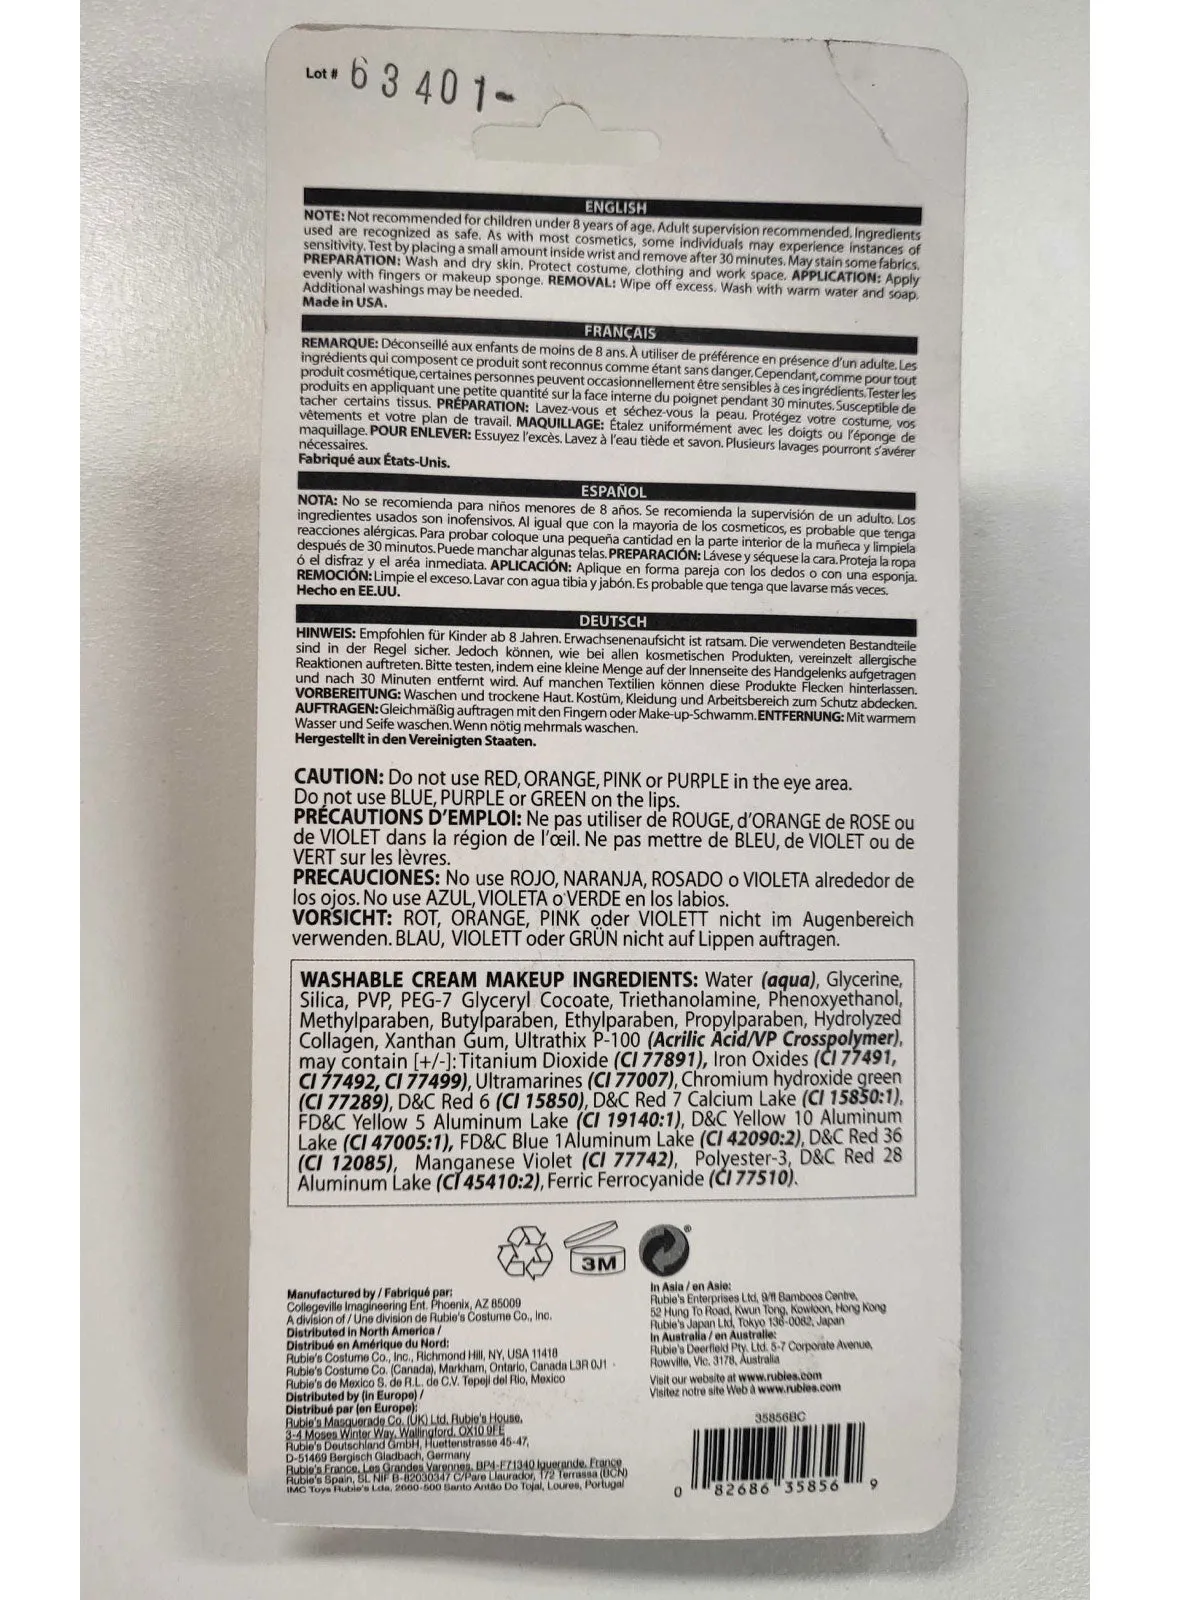 Lot # 63401-
ENGLISH
NOTE: Not recommended for children under 8 years of age. Adult supervision recommended. Ingredients
used are recognized as safe. As with most cosmetics, some individuals may experience instances of
sensitivity. Test by placing a small amount inside wrist and remove after 30 minutes. May stain some fabrics.
PREPARATION: Wash and dry skin. Protect costume, clothing and work space. APPLICATION: Apply
evenly with fingers or makeup sponge. REMOVAL: Wipe off excess. Wash with warm water and soap.
Additional washings may be needed.
Made in USA.
FRANÇAIS
REMARQUE: Déconseillé aux enfants de moins de 8 ans. À utiliser de préférence en présence d'un adulte. Les
ingrédients qui composent ce produit sont reconnus comme étant sans danger. Cependant, comme pour tout
produit cosmétique, certaines personnes peuvent occasionnellement être sensibles à ces ingrédients. Tester les
produits en appliquant une petite quantité sur la face interne du poignet pendant 30 minutes. Susceptible de
tacher certains tissus. PRÉPARATION: Lavez-vous et séchez-vous la peau. Protégez votre costume, vos
vêtements et votre plan de travail. MAQUILLAGE: Étalez uniformément avec les doigts ou l'éponge de
maquillage. POUR ENLEVER: Essuyez l'excès. Lavez à l'eau tiède et savon. Plusieurs lavages pourront s'avérer
nécessaires.
Fabriqué aux États-Unis.
ESPAÑOL
NOTA: No se recomienda para niños menores de 8 años. Se recomienda la supervisión de un adulto. Los
ingredientes usados son inofensivos. Al igual que con la mayoria de los cosmeticos, es probable que tenga
reacciones alérgicas. Para probar coloque una pequeña cantidad en la parte interior de la muñeca y limpiela
después de 30 minutos. Puede manchar algunas telas. PREPARACIÓN: Lávese y séquese la cara. Proteja la ropa
ó el disfraz y el aréa inmediata. APLICACIÓN: Aplique en forma pareja con los dedos o con una esponja.
REMOCIÓN: Limpie el exceso. Lavar con agua tibia y jabón. Es probable que tenga que lavarse más veces.
Hecho en EE.UU.
DEUTSCH
HINWEIS: Empfohlen für Kinder ab 8 Jahren. Erwachsenenaufsicht ist ratsam. Die verwendeten Bestandteile
sind in der Regel sicher. Jedoch können, wie bei allen kosmetischen Produkten, vereinzelt allergische
Reaktionen auftreten. Bitte testen, indem eine kleine Menge auf der Innenseite des Handgelenks aufgetragen
und nach 30 Minuten entfernt wird. Auf manchen Textilien können diese Produkte Flecken hinterlassen.
VORBEREITUNG: Waschen und trockene Haut. Kostüm, Kleidung und Arbeitsbereich zum Schutz abdecken.
AUFTRAGEN: Gleichmäßig auftragen mit den Fingern oder Make-up-Schwamm. ENTFERNUNG: Mit warmem
Wasser und Seife waschen. Wenn nötig mehrmals waschen.
Hergestellt in den Vereinigten Staaten.
CAUTION: Do not use RED, ORANGE, PINK or PURPLE in the eye area.
Do not use BLUE, PURPLE or GREEN on the lips.
PRÉCAUTIONS D'EMPLOI: Ne pas utiliser de ROUGE, d'ORANGE de ROSE ou
de VIOLET dans la région de l'œil. Ne pas mettre de BLEU, de VIOLET ou de
VERT sur les lèvres.
PRECAUCIONES: No use ROJO, NARANJA, ROSADO o VIOLETA alrededor de
los ojos. No use AZUL, VIOLETA o VERDE en los labios.
VORSICHT: ROT, ORANGE, PINK oder VIOLETT nicht im Augenbereich
verwenden. BLAU, VIOLETT oder GRÜN nicht auf Lippen auftragen.
WASHABLE CREAM MAKEUP INGREDIENTS: Water (aqua), Glycerine,
Silica, PVP, PEG-7 Glyceryl Cocoate, Triethanolamine, Phenoxyethanol,
Methylparaben, Butylparaben, Ethylparaben, Propylparaben, Hydrolyzed
Collagen, Xanthan Gum, Ultrathix P-100 (Acrilic Acid/VP Crosspolymer),
may contain [+/-]: Titanium Dioxide (CI 77891), Iron Oxides (CI 77491,
CI 77492, CI 77499), Ultramarines (CI 77007), Chromium hydroxide green
(CI 77289), D&C Red 6 (CI 15850), D&C Red 7 Calcium Lake (CI 15850:1),
FD&C Yellow 5 Aluminum Lake (CI 19140:1), D&C Yellow 10 Aluminum
Lake (CI 47005:1), FD&C Blue 1 Aluminum Lake (CI 42090:2), D&C Red 36
(CI 12085), Manganese Violet (CI 77742), Polyester-3, D&C Red 28
Aluminum Lake (CI 45410:2), Ferric Ferrocyanide (CI 77510).
3M
®
Manufactured by / Fabriqué par:
Collegeville Imagineering Ent. Phoenix, AZ 85009
A division of / Une division de Rubie's Costume Co., Inc.
Distributed in North America /
Distribué en Amérique du Nord:
Rubie's Costume Co., Inc., Richmond Hill, NY, USA 11418
Rubie's Costume Co. (Canada), Markham, Ontario, Canada L3R 0J1
Rubie's de Mexico S. de R.L. de C.V. Tepeji del Rio, Mexico
Distributed by (in Europe) /
Distribué par (en Europe):
Rubie's Masquerade Co. (UK) Ltd. Rubie's House,
3-4 Moses Winter Way, Wallingford, OX10 9FE
Rubie's Deutschland GmbH, Huettenstrasse 45-47,
D-51469 Bergisch Gladbach, Germany
Rubie's France, Les Grandes Varennes, BP4-F71340 Iguerande, France
Rubie's Spain, SL NIF B-82030347 C/Pare Llaurador, 172 Terrassa (BCN)
IMC Toys Rubie's Lda, 2660-500 Santo Antão Do Tojal, Loures, Portugal
In Asia / en Asie:
Rubie's Enterprises Ltd, 9/fl Bamboos Centre,
52 Hung To Road, Kwun Tong, Kowloon, Hong Kong
Rubie's Japan Ltd, Tokyo 136-0082, Japan
In Australia / en Australie:
Rubie's Deerfield Pty. Ltd. 5-7 Corporate Avenue,
Rowville, Vic. 3178, Australia
Visit our website at www.rubies.com
Visitez notre site Web à www.rubies.com
35856BC
0 82686 35856 9